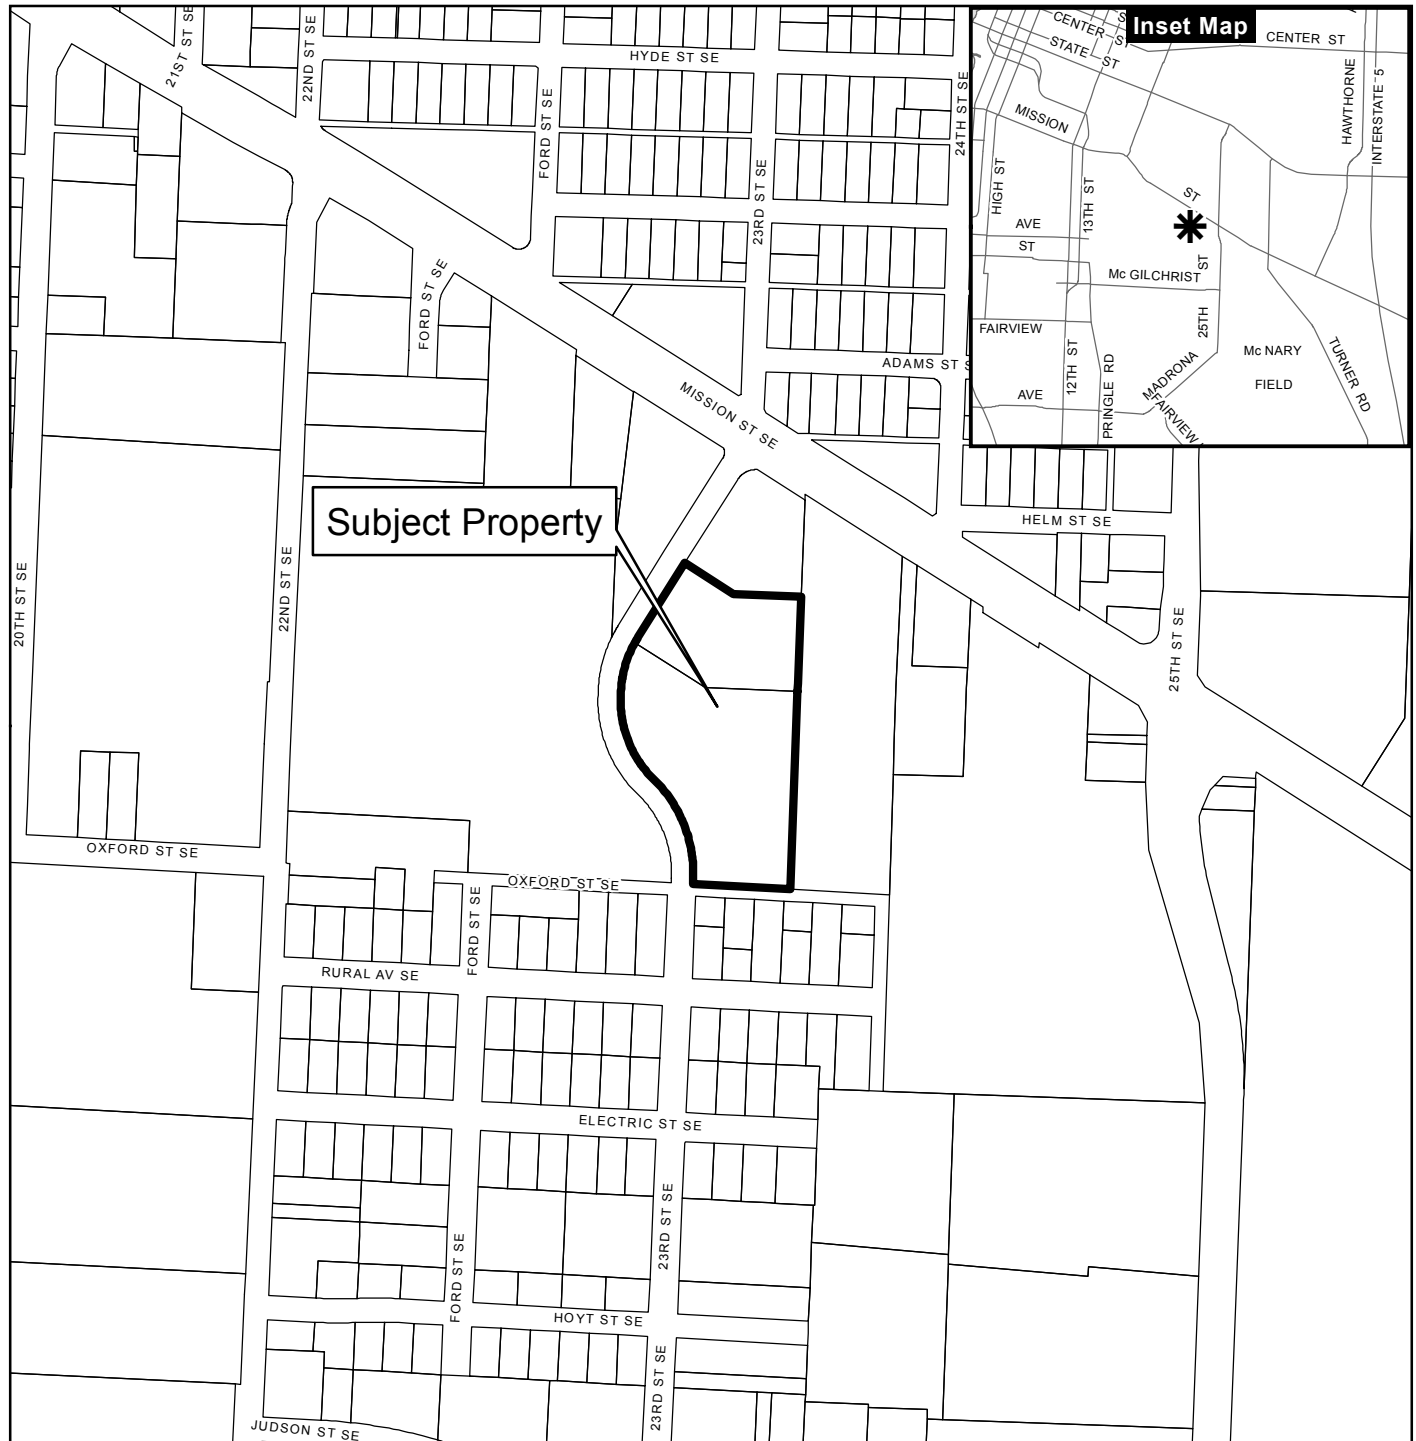 21ST ST SE
22ND ST SE
HYDE ST SE
FORD ST SE
23RD ST SE
24TH ST SE
FORD ST SE
ADAMS ST S
MISSION ST SE
Subject Property
HELM ST SE
20TH ST SE
22ND ST SE
25TH ST SE
OXFORD ST SE
OXFORD ST SE
FORD ST SE
RURAL AV SE
ELECTRIC ST SE
23RD ST SE
FORD ST SE
HOYT ST SE
23RD ST SE
JUDSON ST SE
Inset Map
CENTER ST
CENTER ST
STATE ST
MISSION
ST
HAWTHORNE
INTERSTATE 5
HIGH ST
13TH ST
AVE
ST
Mc GILCHRIST
ST
25TH
FAIRVIEW
12TH ST
PRINGLE RD
MADRONA
FAIRVIEW
AVE
Mc NARY
FIELD
TURNER RD